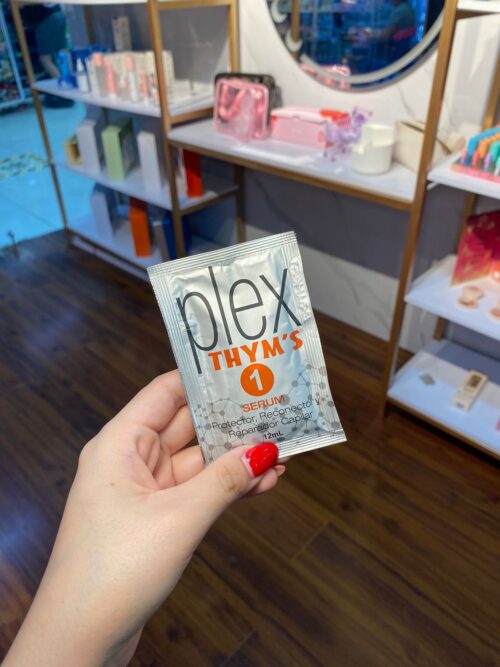 plex
THYM'S
1
SERUM
Protector, Reconector y
Reparador Capilar
12mL